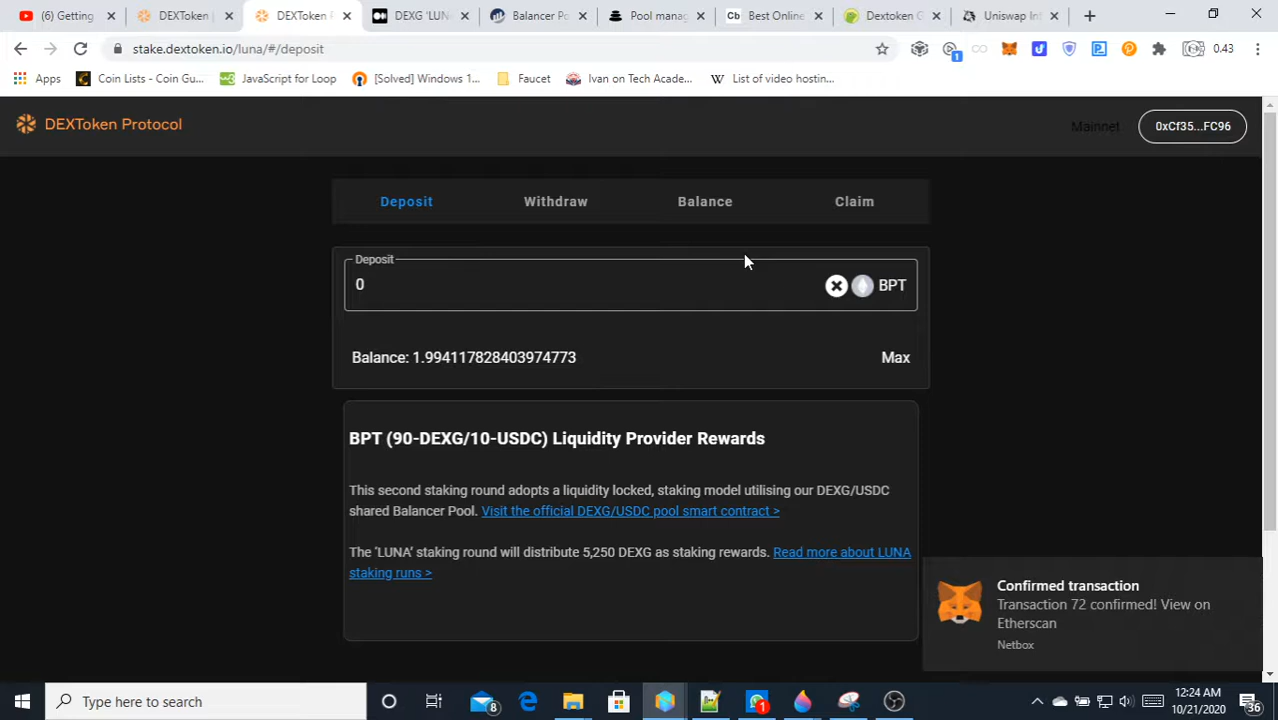 (6) Getting
DEXToken
DEXToken P
DEXG 'LUN
Balancer Po
Pool manag
Cb
Best Online
Dextoken G
Uniswap Int
stake.dextoken.io/luna/#/deposit
1
0.43
Apps
Coin Lists - Coin Gu...
JavaScript for Loop
[Solved] Windows 1...
Faucet
Ivan on Tech Acade...
W
List of video hostin...
DEXToken Protocol
Mainnet
0xCf35...FC96
Deposit
Withdraw
Balance
Claim
Deposit
0
BPT
Balance: 1.994117828403974773
Max
BPT (90-DEXG/10-USDC) Liquidity Provider Rewards
This second staking round adopts a liquidity locked, staking model utilising our DEXG/USDC
shared Balancer Pool. Visit the official DEXG/USDC pool smart contract >
The 'LUNA' staking round will distribute 5,250 DEXG as staking rewards. Read more about LUNA
staking runs >
Confirmed transaction
Transaction 72 confirmed! View on
Etherscan
Netbox
Type here to search
8
1
12:24 AM
10/21/2020
36